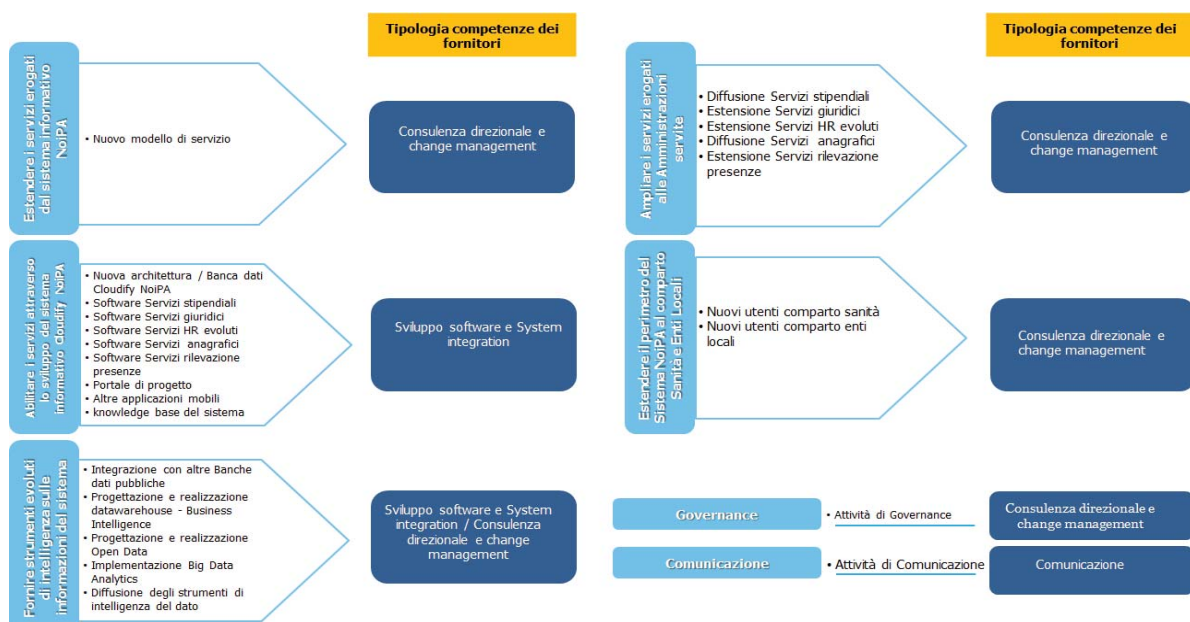 Tipologia competenze dei
fornitori
Estendere i servizi erogati
dal sistema informativo
NoiPA
• Nuovo modello di servizio
Consulenza direzionale e
change management
Abilitare i servizi attraverso
lo sviluppo del sistema
informativo Cloudify NoiPA
• Nuova architettura / Banca dati
Cloudify NoiPA
• Software Servizi stipendiali
• Software Servizi giuridici
• Software Servizi HR evoluti
• Software Servizi anagrafici
• Software Servizi rilevazione
presenze
• Portale di progetto
• Altre applicazioni mobili
• knowledge base del sistema
Sviluppo software e System
integration
Fornire strumenti evoluti
di intelligenza sulle
informazioni del sistema
• Integrazione con altre Banche
dati pubbliche
• Progettazione e realizzazione
datawarehouse - Business
Intelligence
• Progettazione e realizzazione
Open Data
• Implementazione Big Data
Analytics
• Diffusione degli strumenti di
intelligenza del dato
Sviluppo software e System
integration / Consulenza
direzionale e change
management
Tipologia competenze dei
fornitori
Ampliare i servizi erogati
alle Amministrazioni
servite
• Diffusione Servizi stipendiali
• Estensione Servizi giuridici
• Estensione Servizi HR evoluti
• Diffusione Servizi anagrafici
• Estensione Servizi rilevazione
presenze
Consulenza direzionale e
change management
Estendere il perimetro del
Sistema NoiPA al comparto
Sanità e Enti Locali
• Nuovi utenti comparto sanità
• Nuovi utenti comparto enti
locali
Consulenza direzionale e
change management
Governance
• Attività di Governance
Consulenza direzionale e
change management
Comunicazione
• Attività di Comunicazione
Comunicazione